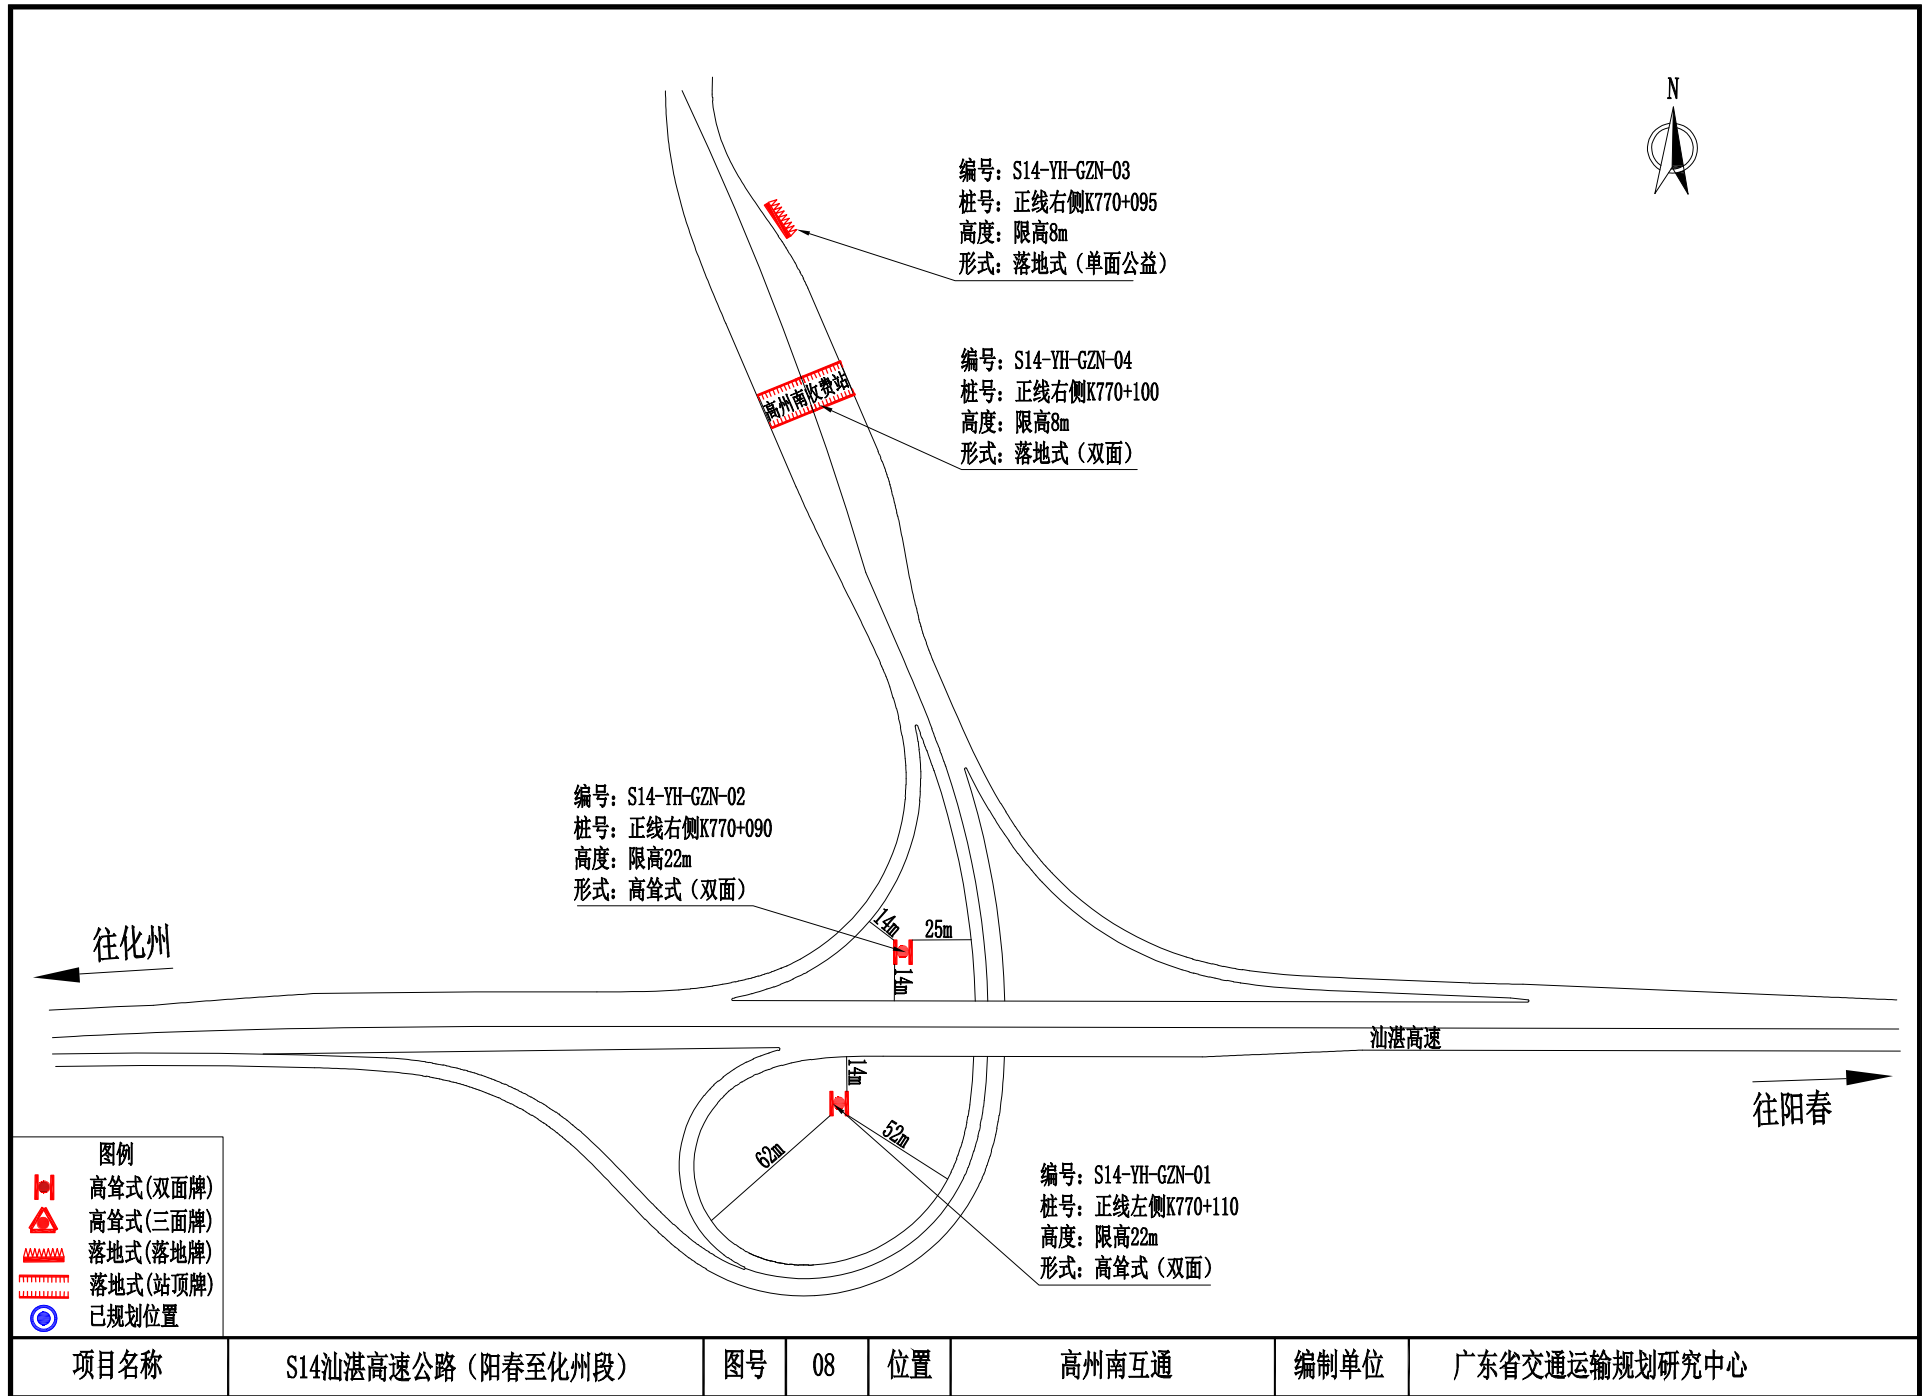 N
编号：S14-YH-GZN-03
桩号：正线右侧K770+095
高度：限高8m
形式：落地式（单面公益）
编号：S14-YH-GZN-04
桩号：正线右侧K770+100
高度：限高8m
形式：落地式（双面）
高州南收费站
编号：S14-YH-GZN-02
桩号：正线右侧K770+090
高度：限高22m
形式：高耸式（双面）
14m
25m
14m
往化州
汕湛高速
往阳春
14m
62m
52m
编号：S14-YH-GZN-01
桩号：正线左侧K770+110
高度：限高22m
形式：高耸式（双面）
图例
高耸式(双面牌)
高耸式(三面牌)
落地式(落地牌)
落地式(站顶牌)
已规划位置
项目名称 S14汕湛高速公路（阳春至化州段） 图号 08 位置 高州南互通 编制单位 广东省交通运输规划研究中心